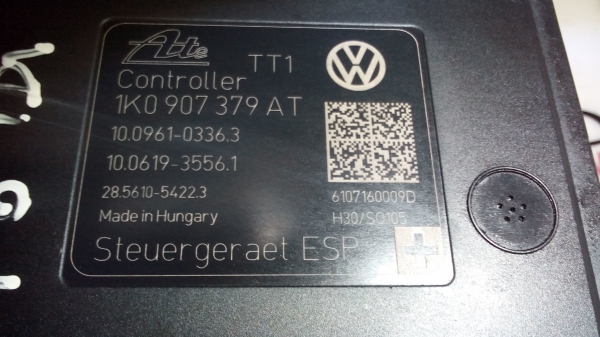 Ate TT1
Controller
1K0 907 379 AT
10.0961-0336.3
10.0619-3556.1
28.5610-5422.3 6107160009D
Made in Hungary H30/SQ105
Steuergeraet ESP